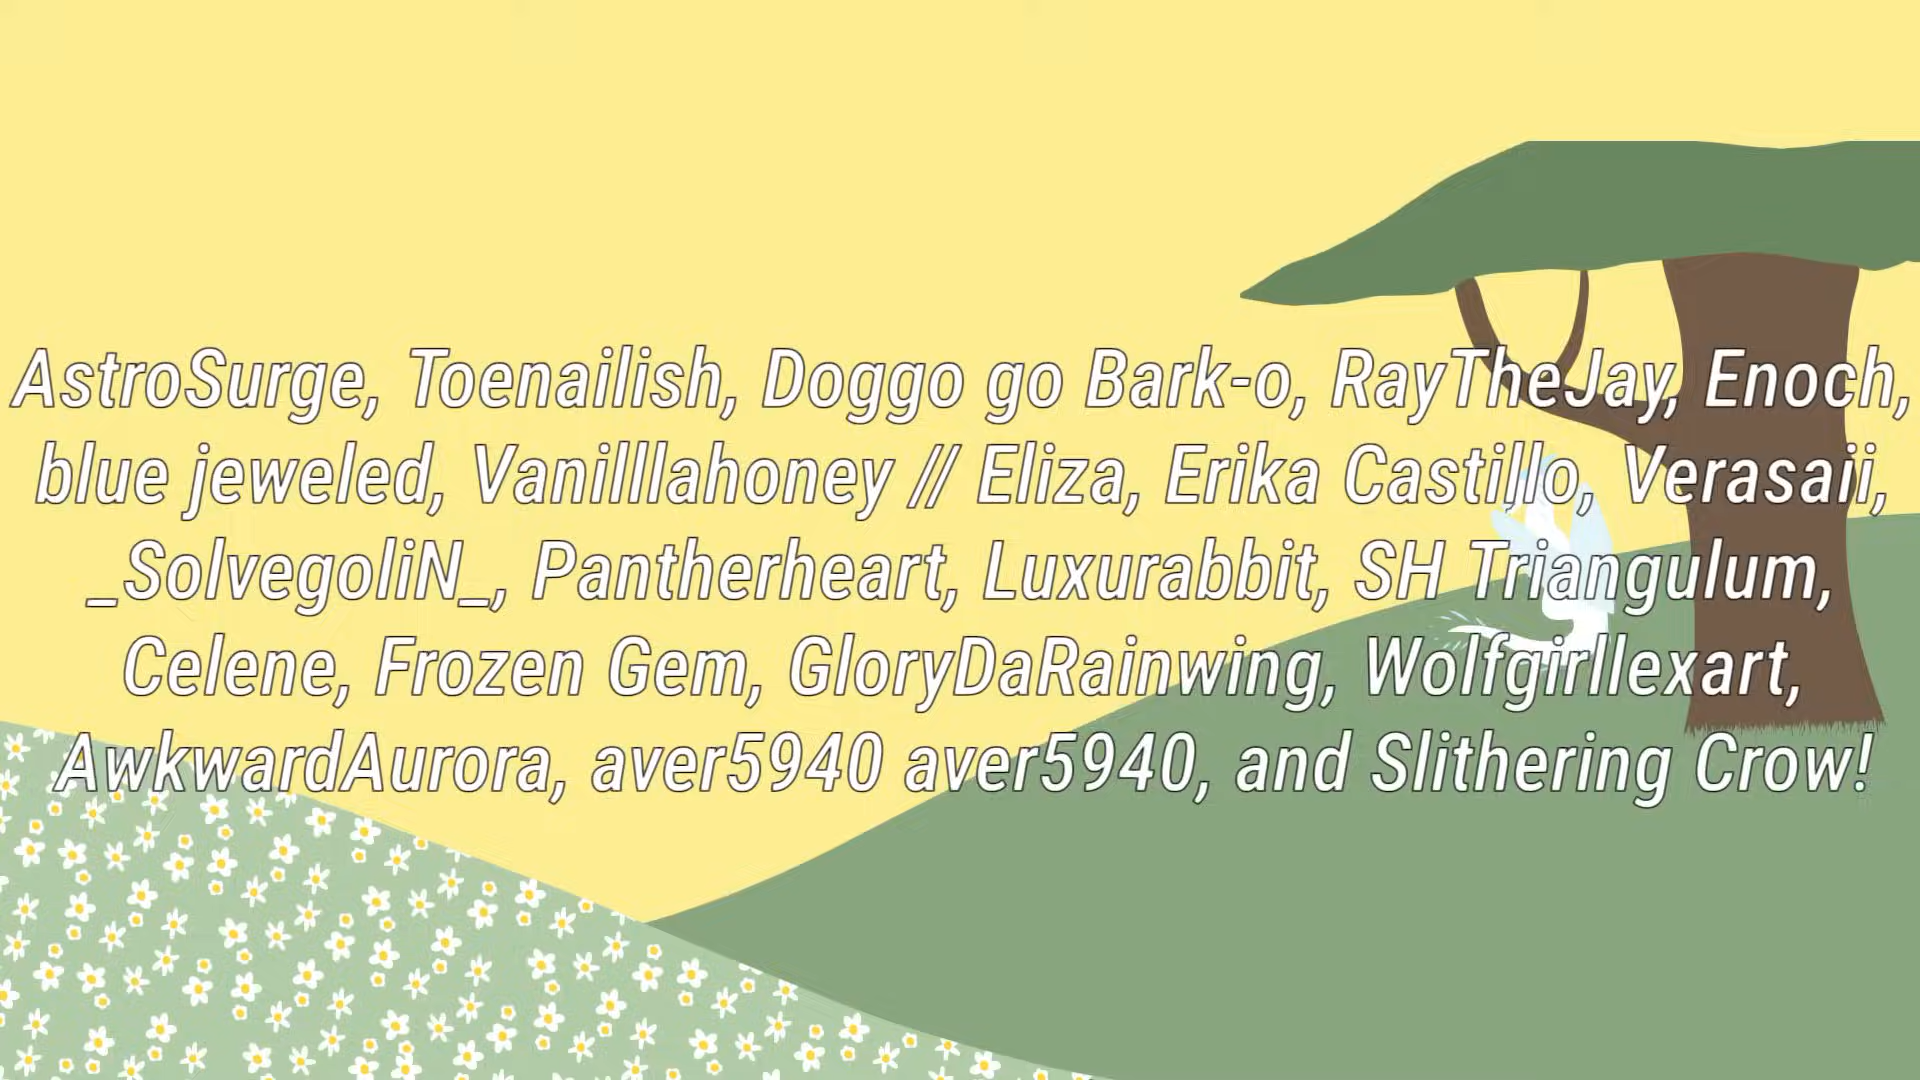 AstroSurge, Toenailish, Doggo go Bark-o, RayTheJay, Enoch,
blue jeweled, Vanilllahoney // Eliza, Erika Castillo, Verasaii,
_SolvegoliN_, Pantherheart, Luxurabbit, SH Triangulum,
Celene, Frozen Gem, GloryDaRainwing, Wolfgirllexart,
AwkwardAurora, aver5940 aver5940, and Slithering Crow!